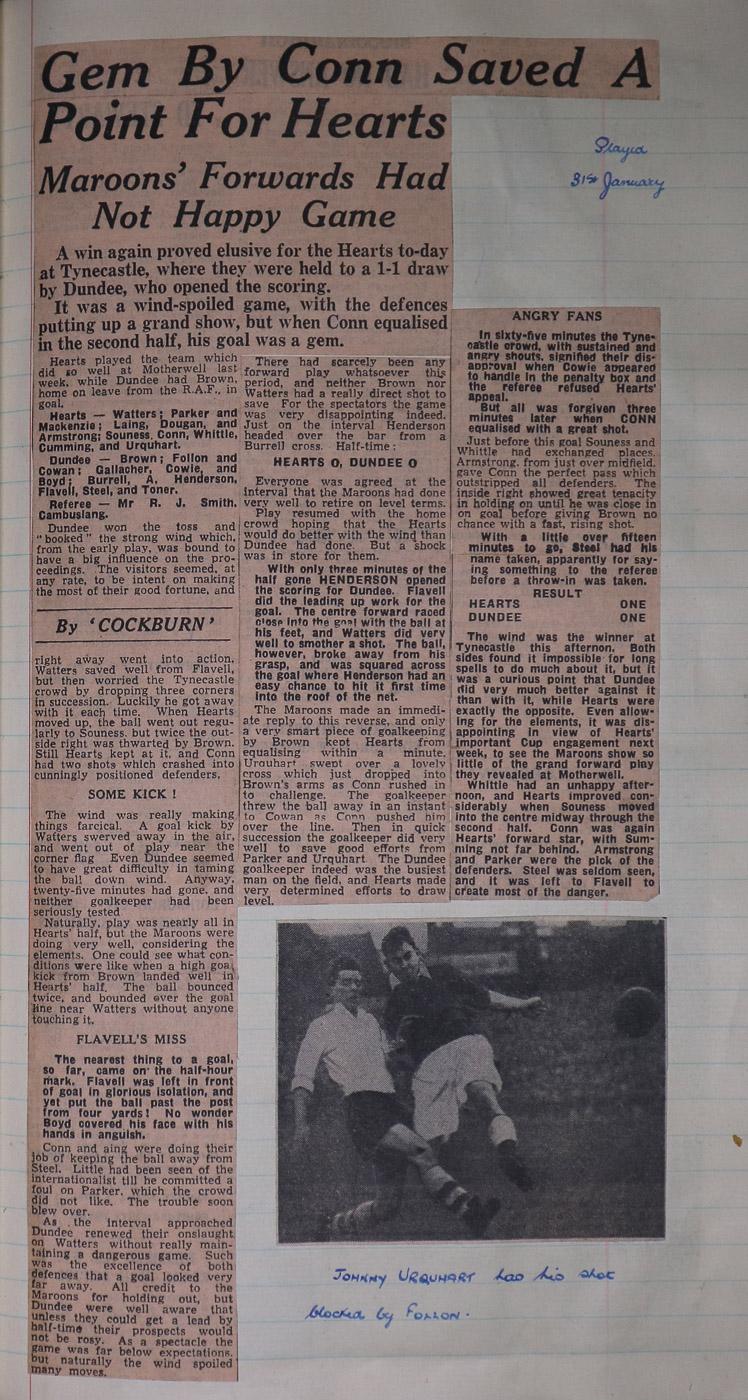 Gem By Conn Saved A
Point For Hearts
Maroons' Forwards Had
Not Happy Game
A win again proved elusive for the Hearts to-day
at Tynecastle, where they were held to a 1-1 draw
by Dundee, who opened the scoring.
It was a wind-spoiled game, with the defences
putting up a grand show, but when Conn equalised
in the second half, his goal was a gem.
Played
31st January
Hearts played the team which
did so well at Motherwell last
week, while Dundee had Brown,
home on leave from the R.A.F., in
goal.
Hearts — Watters; Parker and
Mackenzie; Laing, Dougan, and
Armstrong; Souness, Conn, Whittle,
Cumming, and Urquhart.
Dundee — Brown; Follon and
Cowan; Gallacher, Cowie, and
Boyd; Burrell, A. Henderson,
Flavell, Steel, and Toner.
Referee — Mr R. J. Smith,
Cambuslang.
Dundee won the toss and
"booked" the strong wind which,
from the early play, was bound to
have a big influence on the pro-
ceedings. The visitors seemed, at
any rate, to be intent on making
the most of their good fortune, and
By 'COCKBURN'
right away went into action.
Watters saved well from Flavell,
but then worried the Tynecastle
crowd by dropping three corners
in succession. Luckily he got away
with it each time. When Hearts
moved up, the ball went out regu-
larly to Souness, but twice the out-
side right was thwarted by Brown.
Still Hearts kept at it, and Conn
had two shots which crashed into
cunningly positioned defenders.
SOME KICK!
The wind was really making
things farcical. A goal kick by
Watters swerved away in the air,
and went out of play near the
corner flag Even Dundee seemed
to have great difficulty in taming
the ball down wind. Anyway,
twenty-five minutes had gone, and
neither goalkeeper had been
seriously tested.
Naturally, play was nearly all in
Hearts' half, but the Maroons were
doing very well, considering the
elements. One could see what con-
ditions were like when a high goal
kick from Brown landed well in
Hearts' half. The ball bounced
twice, and bounded over the goal
line near Watters without anyone
touching it.
FLAVELL'S MISS
The nearest thing to a goal,
so far, came on the half-hour
mark. Flavell was left in front
of goal in glorious isolation, and
yet put the ball past the post
from four yards! No wonder
Boyd covered his face with his
hands in anguish.
Conn and aing were doing their
job of keeping the ball away from
Steel. Little had been seen of the
internationalist till he committed a
foul on Parker, which the crowd
did not like. The trouble soon
blew over.
As the interval approached
Dundee renewed their onslaught
on Watters without really main-
taining a dangerous game. Such
was the excellence of both
defences that a goal looked very
far away. All credit to the
Maroons for holding out, but
Dundee were well aware that
unless they could get a lead by
half-time their prospects would
not be rosy. As a spectacle the
game was far below expectations,
but naturally the wind spoiled
many moves.
There had scarcely been any
forward play whatsoever this
period, and neither Brown nor
Watters had a really direct shot to
save For the spectators the game
was very disappointing indeed.
Just on the interval Henderson
headed over the bar from a
Burrell cross. Half-time:
HEARTS 0, DUNDEE 0
Everyone was agreed at the
interval that the Maroons had done
very well to retire on level terms.
Play resumed with the home
crowd hoping that the Hearts
would do better with the wind than
Dundee had done. But a shock
was in store for them.
With only three minutes of the
half gone HENDERSON opened
the scoring for Dundee. Flavell
did the leading up work for the
goal. The centre forward raced
close into the goal with the ball at
his feet, and Watters did very
well to smother a shot. The ball,
however, broke away from his
grasp, and was squared across
the goal where Henderson had an
easy chance to hit it first time
into the roof of the net.
The Maroons made an immedi-
ate reply to this reverse, and only
a very smart piece of goalkeeping
by Brown kept Hearts from
equalising within a minute.
Urquhart swept over a lovely
cross which just dropped into
Brown's arms as Conn rushed in
to challenge. The goalkeeper
threw the ball away in an instant
to Cowan as Conn pushed him
over the line. Then in quick
succession the goalkeeper did very
well to save good efforts from
Parker and Urquhart. The Dundee
goalkeeper indeed was the busiest
man on the field, and Hearts made
very determined efforts to draw
level.
ANGRY FANS
In sixty-five minutes the Tyne-
castle crowd, with sustained and
angry shouts, signified their dis-
approval when Cowie appeared
to handle in the penalty box and
the referee refused Hearts'
appeal.
But all was forgiven three
minutes later when CONN
equalised with a great shot.
Just before this goal Souness and
Whittle had exchanged places.
Armstrong, from just over midfield,
gave Conn the perfect pass which
outstripped all defenders. The
inside right showed great tenacity
in holding on until he was close in
on goal before giving Brown no
chance with a fast, rising shot.
With a little over fifteen
minutes to go, Steel had his
name taken, apparently for say-
ing something to the referee
before a throw-in was taken.
RESULT
HEARTS ONE
DUNDEE ONE
The wind was the winner at
Tynecastle this afternoon. Both
sides found it impossible for long
spells to do much about it, but it
was a curious point that Dundee
did very much better against it
than with it, while Hearts were
exactly the opposite. Even allow-
ing for the elements, it was dis-
appointing in view of Hearts'
important Cup engagement next
week, to see the Maroons show so
little of the grand forward play
they revealed at Motherwell.
Whittle had an unhappy after-
noon, and Hearts improved con-
siderably when Souness moved
into the centre midway through the
second half. Conn was again
Hearts' forward star, with Sum-
ming not far behind. Armstrong
and Parker were the pick of the
defenders. Steel was seldom seen,
and it was left to Flavell to
create most of the danger.
JOHNNY URQUHART has his shot
blocked by FOLLON.